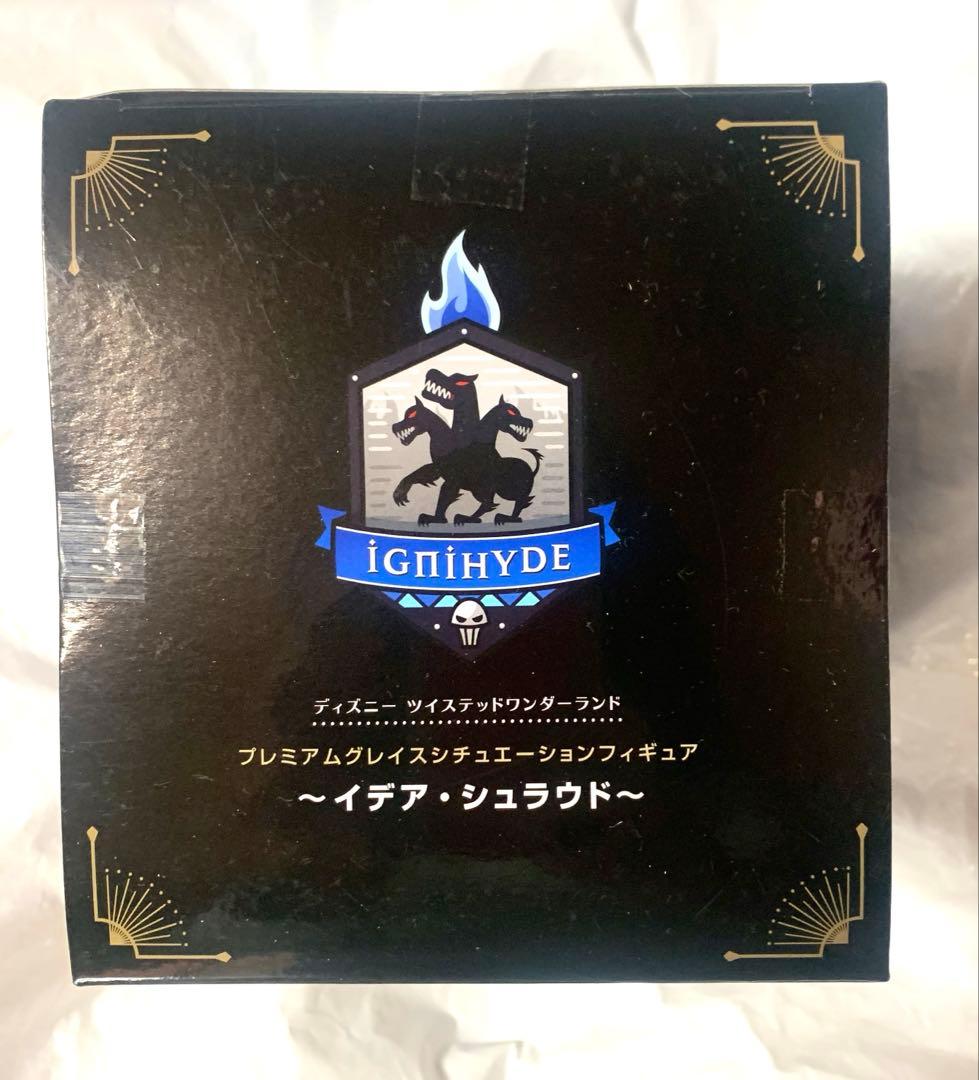 IGNIHYDE
ディズニー ツイステッドワンダーランド
プレミアムグレイスシチュエーションフィギュア
～イデア・シュラウド～